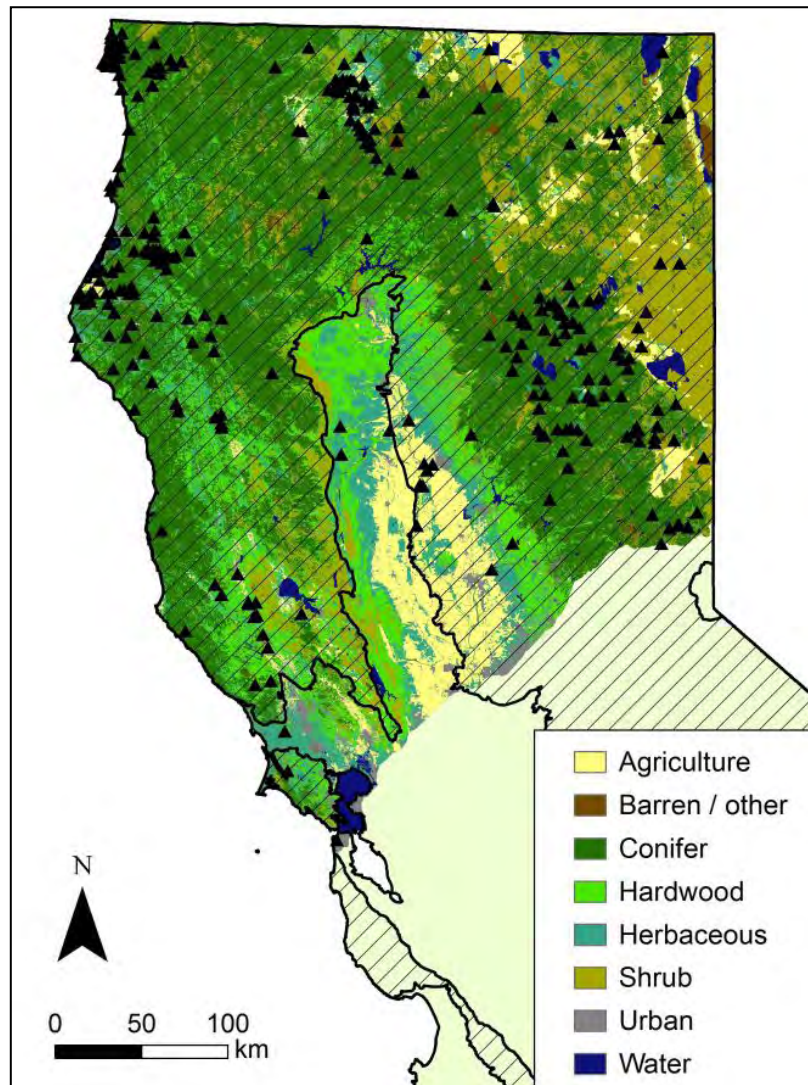 N
0 50 100
km
Agriculture
Barren / other
Conifer
Hardwood
Herbaceous
Shrub
Urban
Water